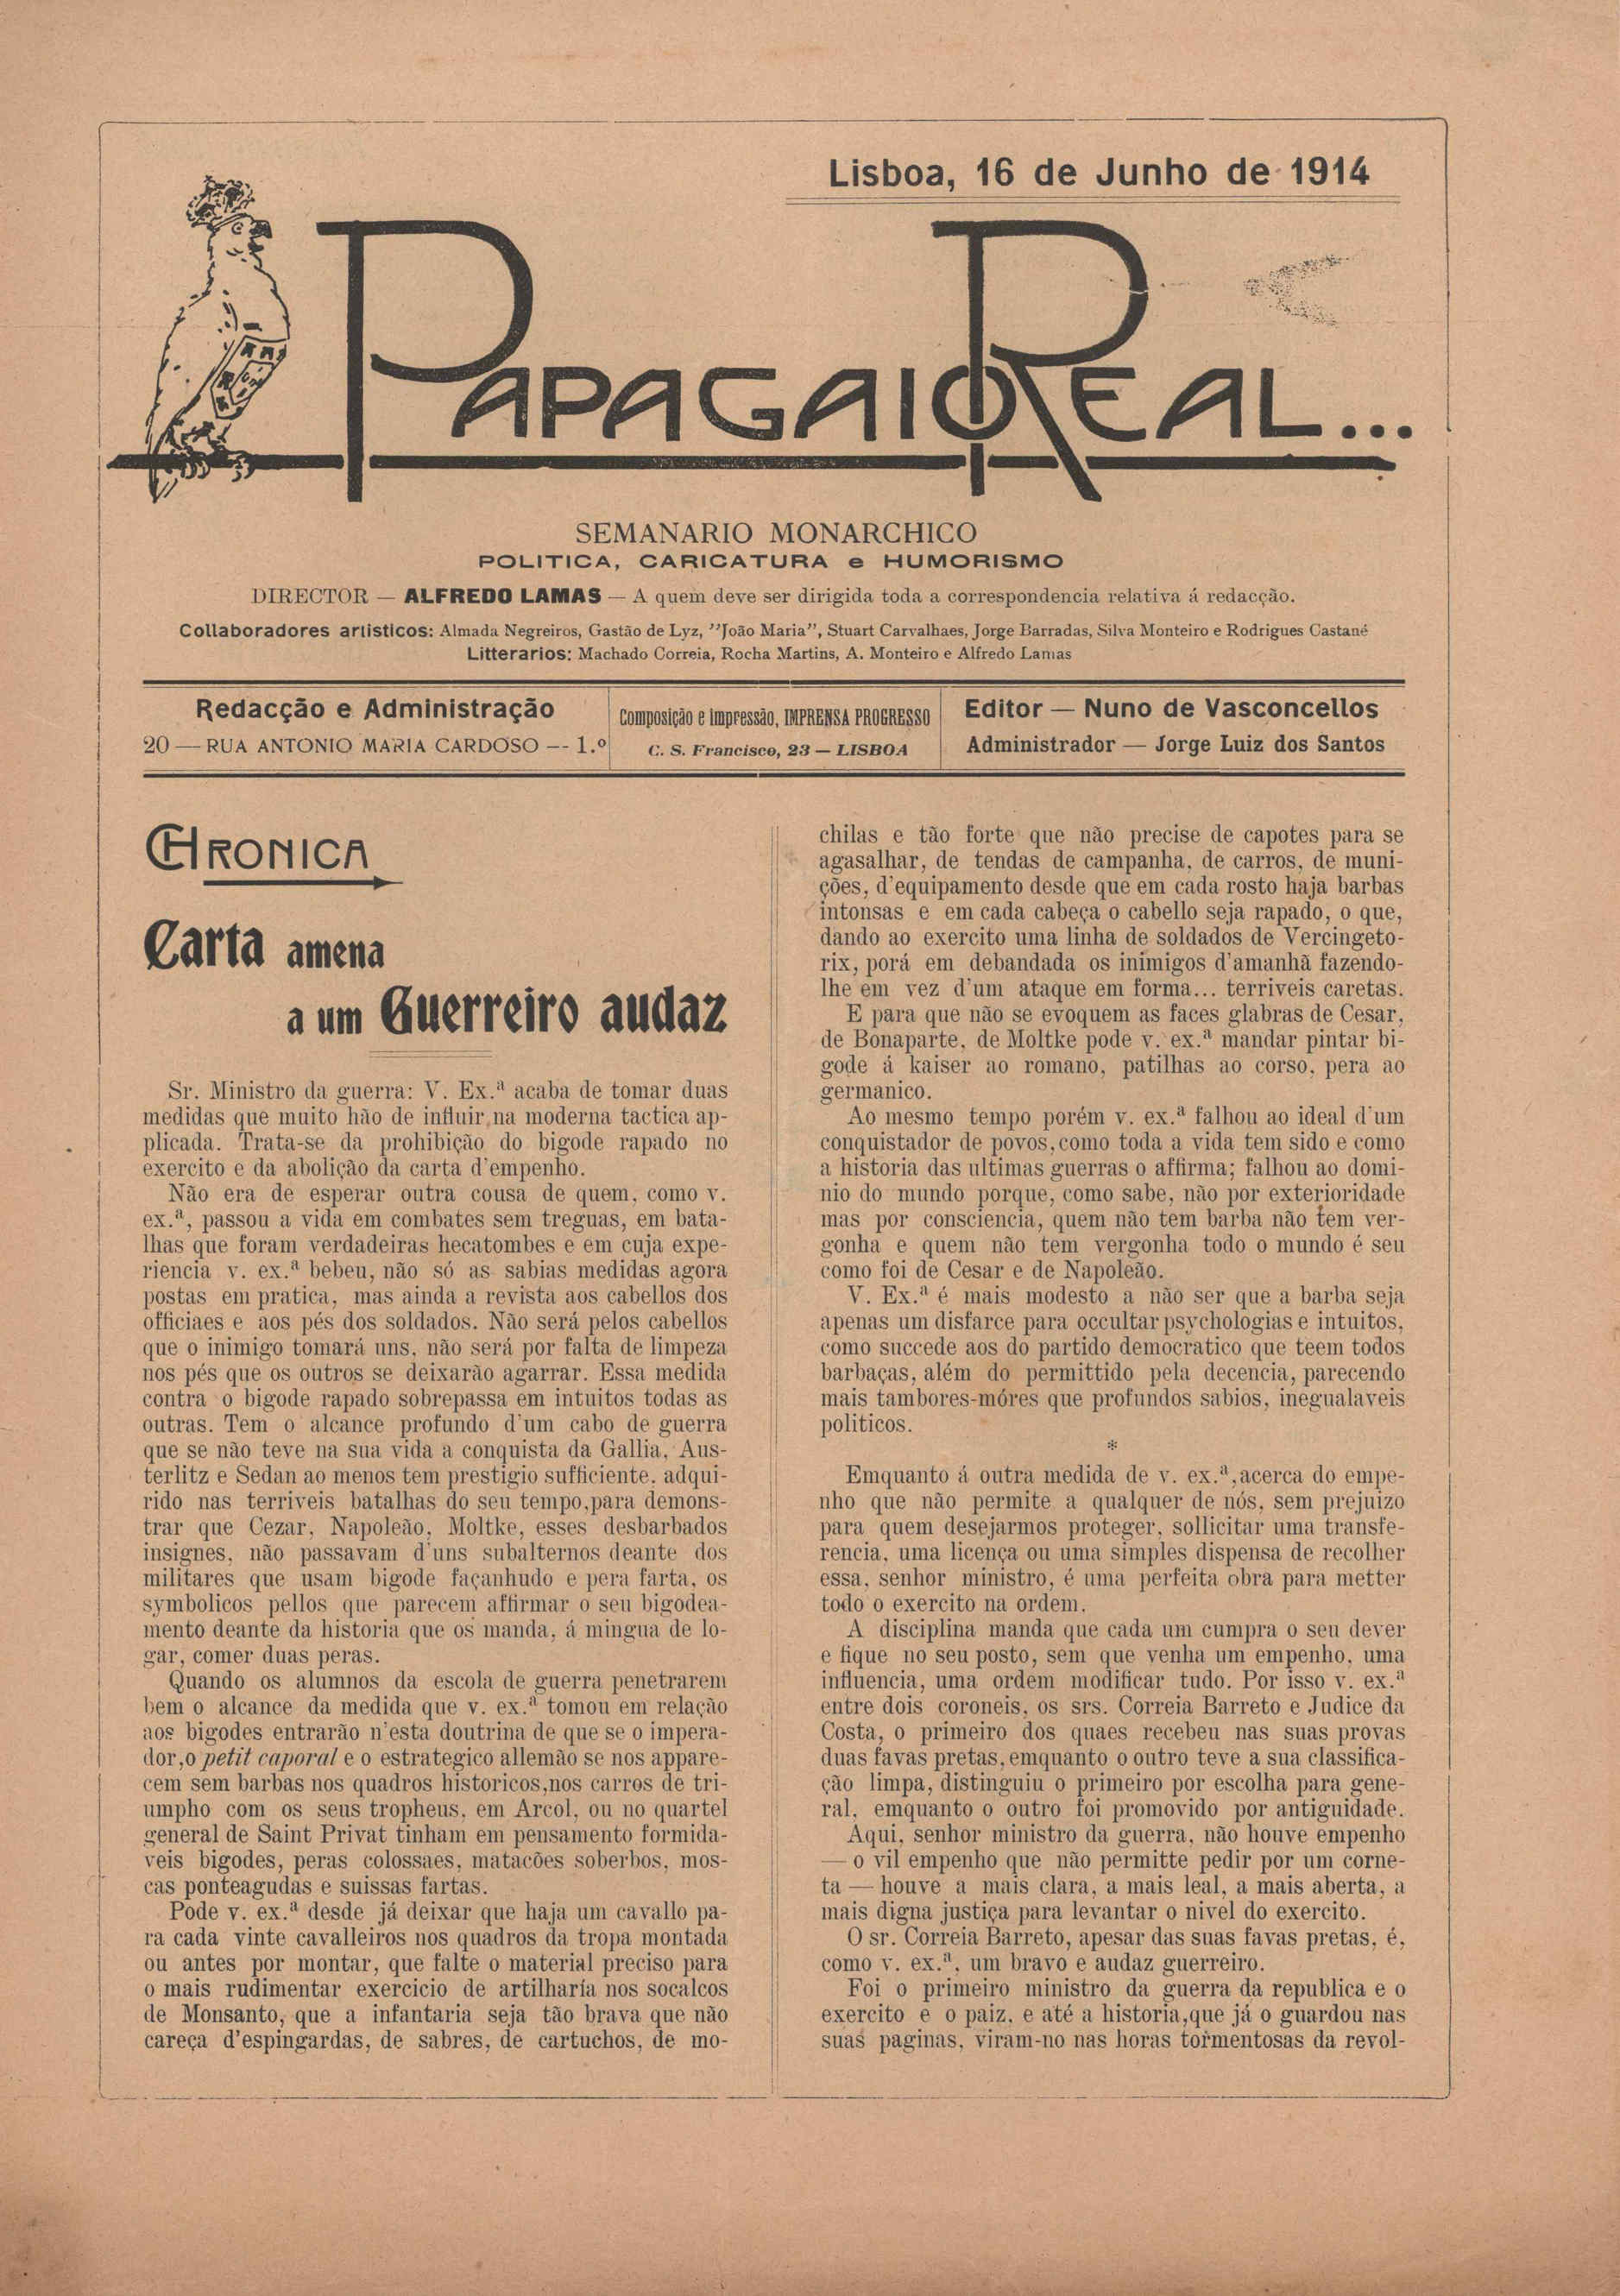 Lisboa, 16 de Junho de 1914
PAPAGAIO REAL...
SEMANARIO MONARCHICO
POLITICA, CARICATURA e HUMORISMO
DIRECTOR — ALFREDO LAMAS — A quem deve ser dirigida toda a correspondencia relativa á redacção.
Collaboradores artisticos: Almada Negreiros, Gastão de Lyz, "João Maria", Stuart Carvalhaes, Jorge Barradas, Silva Monteiro e Rodrigues Castané
Litterarios: Machado Correia, Rocha Martins, A. Monteiro e Alfredo Lamas
Redacção e Administração
20 — RUA ANTONIO MARIA CARDOSO -- 1.º
Composição e impressão, IMPRENSA PROGRESSO
C. S. Francisco, 23 — LISBOA
Editor — Nuno de Vasconcellos
Administrador — Jorge Luiz dos Santos
CHRONICA
Carta amena
a um Guerreiro audaz
Sr. Ministro da guerra: V. Ex.ª acaba de tomar duas
medidas que muito hão de influir na moderna tactica ap-
plicada. Trata-se da prohibição do bigode rapado no
exercito e da abolição da carta d'empenho.
Não era de esperar outra cousa de quem, como v.
ex.ª, passou a vida em combates sem treguas, em bata-
lhas que foram verdadeiras hecatombes e em cuja expe-
riencia v. ex.ª bebeu, não só as sabias medidas agora
postas em pratica, mas ainda a revista aos cabellos dos
officiaes e aos pés dos soldados. Não será pelos cabellos
que o inimigo tomará uns, não será por falta de limpeza
nos pés que os outros se deixarão agarrar. Essa medida
contra o bigode rapado sobrepassa em intuitos todas as
outras. Tem o alcance profundo d'um cabo de guerra
que se não teve na sua vida a conquista da Gallia, Aus-
terlitz e Sedan ao menos tem prestigio sufficiente, adqui-
rido nas terriveis batalhas do seu tempo, para demons-
trar que Cezar, Napoleão, Moltke, esses desbarbados
insignes, não passavam d'uns subalternos deante dos
militares que usam bigode façanhudo e pera farta, os
symbolicos pellos que parecem affirmar o seu bigodea-
mento deante da historia que os manda, á mingua de lo-
gar, comer duas peras.
Quando os alumnos da escola de guerra penetrarem
bem o alcance da medida que v. ex.ª tomou em relação
aos bigodes entrarão n'esta doutrina de que se o impera-
dor, o petit caporal e o estrategico allemão se nos appare-
cem sem barbas nos quadros historicos, nos carros de tri-
umpho com os seus tropheus, em Arcol, ou no quartel
general de Saint Privat tinham em pensamento formida-
veis bigodes, peras colossaes, matacões soberbos, mos-
cas ponteagudas e suissas fartas.
Pode v. ex.ª desde já deixar que haja um cavallo pa-
ra cada vinte cavalleiros nos quadros da tropa montada
ou antes por montar, que falte o material preciso para
o mais rudimentar exercicio de artilharia nos socalcos
de Monsanto, que a infantaria seja tão brava que não
careça d'espingardas, de sabres, de cartuchos, de mo-
chilas e tão forte que não precise de capotes para se
agasalhar, de tendas de campanha, de carros, de muni-
ções, d'equipamento desde que em cada rosto haja barbas
intonsas e em cada cabeça o cabello seja rapado, o que,
dando ao exercito uma linha de soldados de Vercingeto-
rix, porá em debandada os inimigos d'amanhã fazendo-
lhe em vez d'um ataque em forma... terriveis caretas.
E para que não se evoquem as faces glabras de Cesar,
de Bonaparte, de Moltke pode v. ex.ª mandar pintar bi-
gode á kaiser ao romano, patilhas ao corso, pera ao
germanico.
Ao mesmo tempo porém v. ex.ª falhou ao ideal d'um
conquistador de povos, como toda a vida tem sido e como
a historia das ultimas guerras o affirma; falhou ao domi-
nio do mundo porque, como sabe, não por exterioridade
mas por consciencia, quem não tem barba não tem ver-
gonha e quem não tem vergonha todo o mundo é seu
como foi de Cesar e de Napoleão.
V. Ex.ª é mais modesto a não ser que a barba seja
apenas um disfarce para occultar psychologias e intuitos,
como succede aos do partido democratico que teem todos
barbaças, além do permittido pela decencia, parecendo
mais tambores-móres que profundos sabios, inegualaveis
politicos.
*
Emquanto á outra medida de v. ex.ª, acerca do empe-
nho que não permite a qualquer de nós, sem prejuizo
para quem desejarmos proteger, sollicitar uma transfe-
rencia, uma licença ou uma simples dispensa de recolher
essa, senhor ministro, é uma perfeita obra para metter
todo o exercito na ordem.
A disciplina manda que cada um cumpra o seu dever
e fique no seu posto, sem que venha um empenho, uma
influencia, uma ordem modificar tudo. Por isso v. ex.ª
entre dois coroneis, os srs. Correia Barreto e Judice da
Costa, o primeiro dos quaes recebeu nas suas provas
duas favas pretas, emquanto o outro teve a sua classifica-
ção limpa, distinguiu o primeiro por escolha para gene-
ral, emquanto o outro foi promovido por antiguidade.
Aqui, senhor ministro da guerra, não houve empenho
— o vil empenho que não permitte pedir por um corne-
ta — houve a mais clara, a mais leal, a mais aberta, a
mais digna justiça para levantar o nivel do exercito.
O sr. Correia Barreto, apesar das suas favas pretas, é,
como v. ex.ª, um bravo e audaz guerreiro.
Foi o primeiro ministro da guerra da republica e o
exercito e o paiz, e até a historia, que já o guardou nas
suas paginas, viram-no nas horas tormentosas da revol-